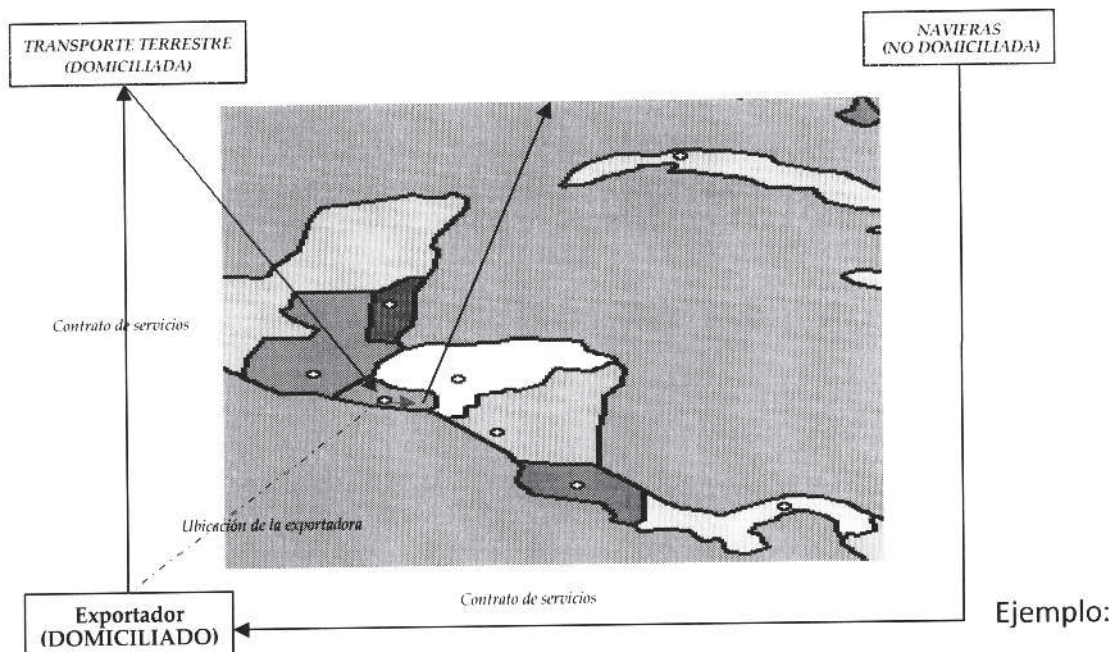 TRANSPORTE TERRESTRE
(DOMICILIADA)
NAVIERAS
(NO DOMICILIADA)
Contrato de servicios
Ubicación de la exportadora
Exportador
(DOMICILIADO)
Contrato de servicios
Ejemplo: